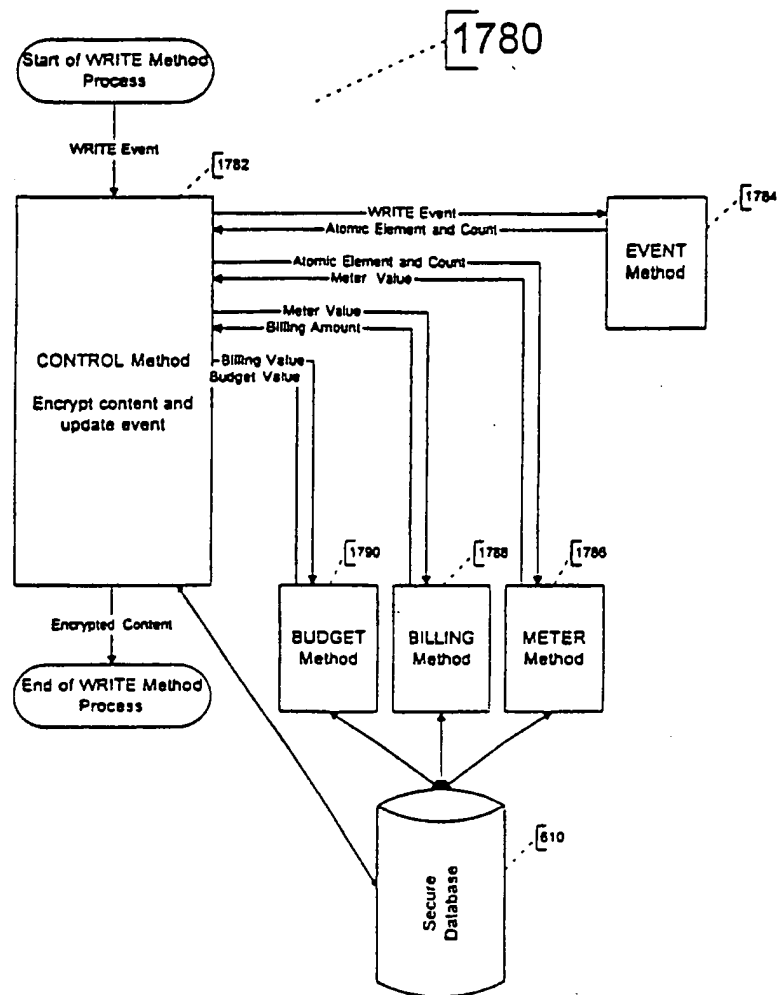 1780
Start of WRITE Method
Process
WRITE Event
1782
1784
WRITE Event
Atomic Element and Count
EVENT
Method
Atomic Element and Count
Meter Value
Meter Value
Billing Amount
CONTROL Method
Billing Value
Budget Value
Encrypt content and
update event
1790
1788
1786
Encrypted Content
BUDGET
Method
BILLING
Method
METER
Method
End of WRITE Method
Process
610
Secure
Database